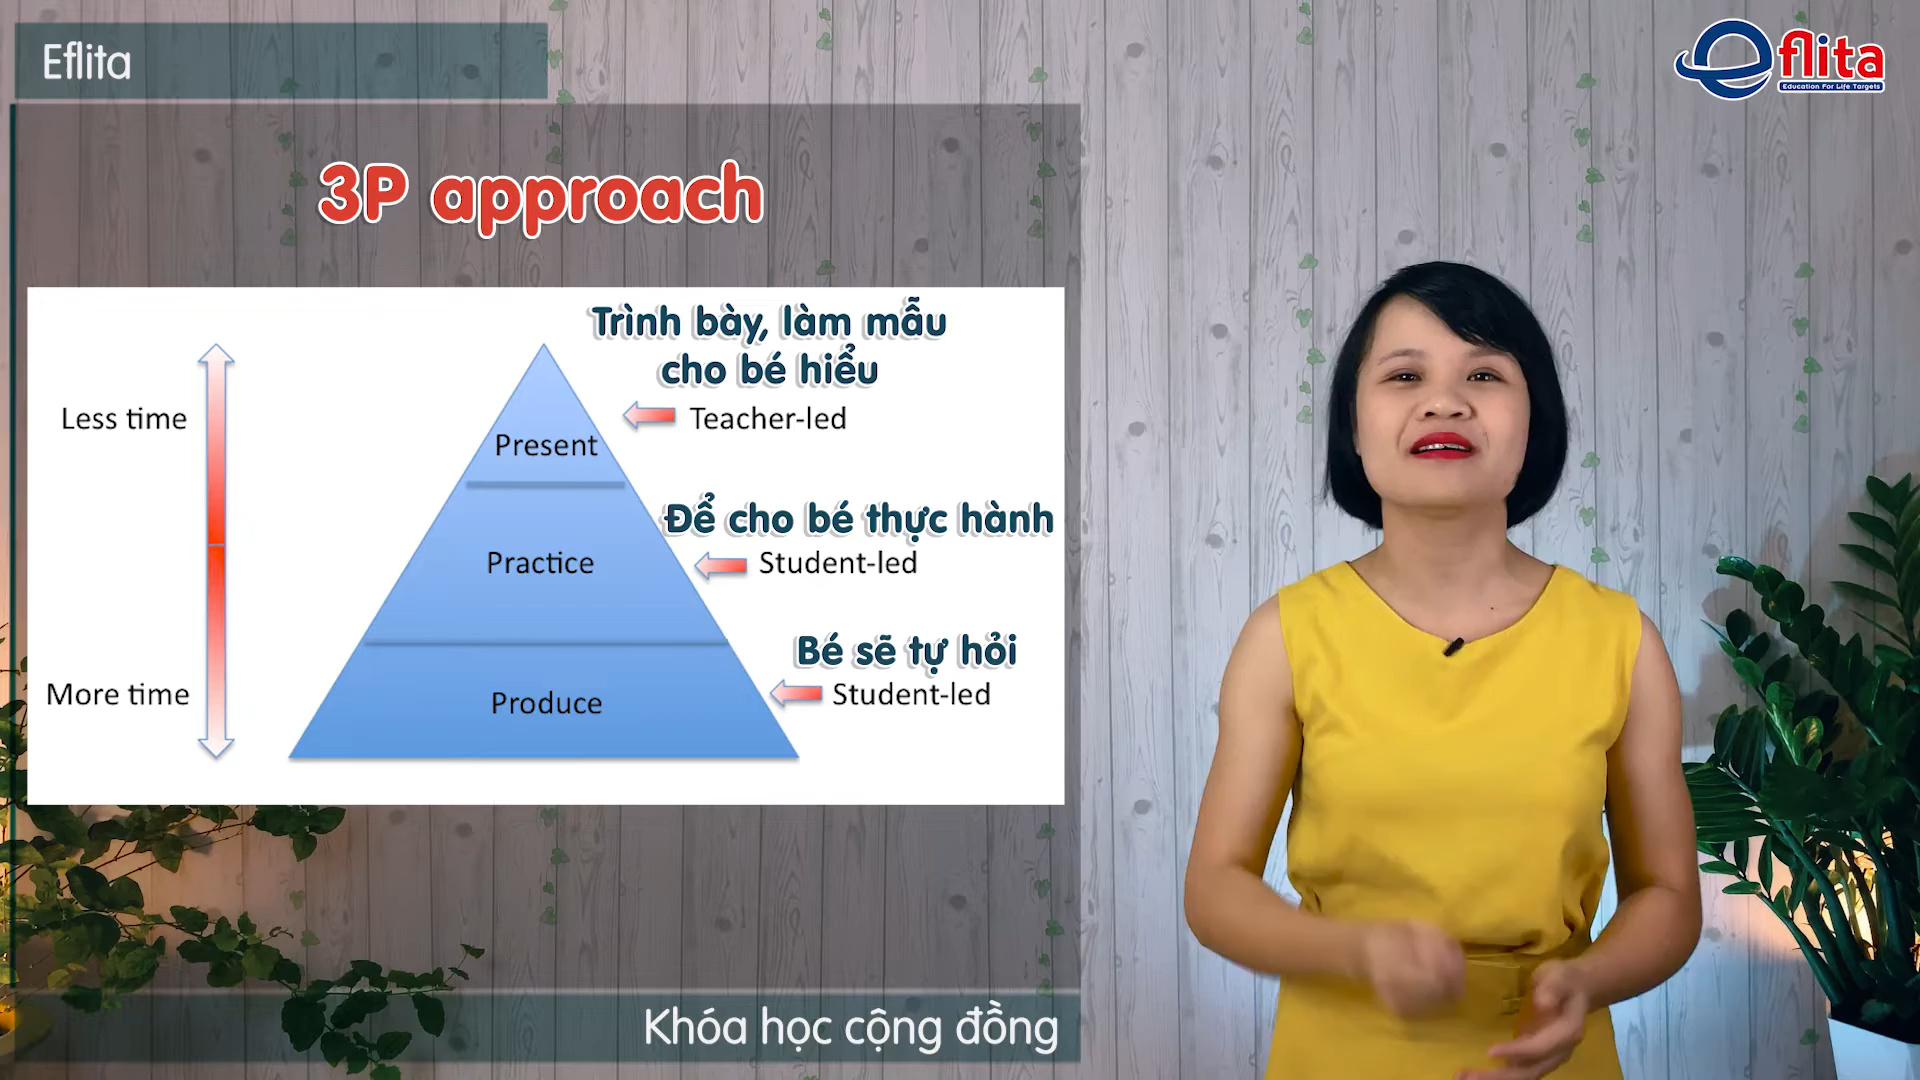 Eflita
eflita
Education For Life Targets
3P approach
Trình bày, làm mẫu
cho bé hiểu
Less time
Teacher-led
Present
Để cho bé thực hành
Practice
Student-led
Bé sẽ tự hỏi
More time
Student-led
Produce
Khóa học cộng đồng